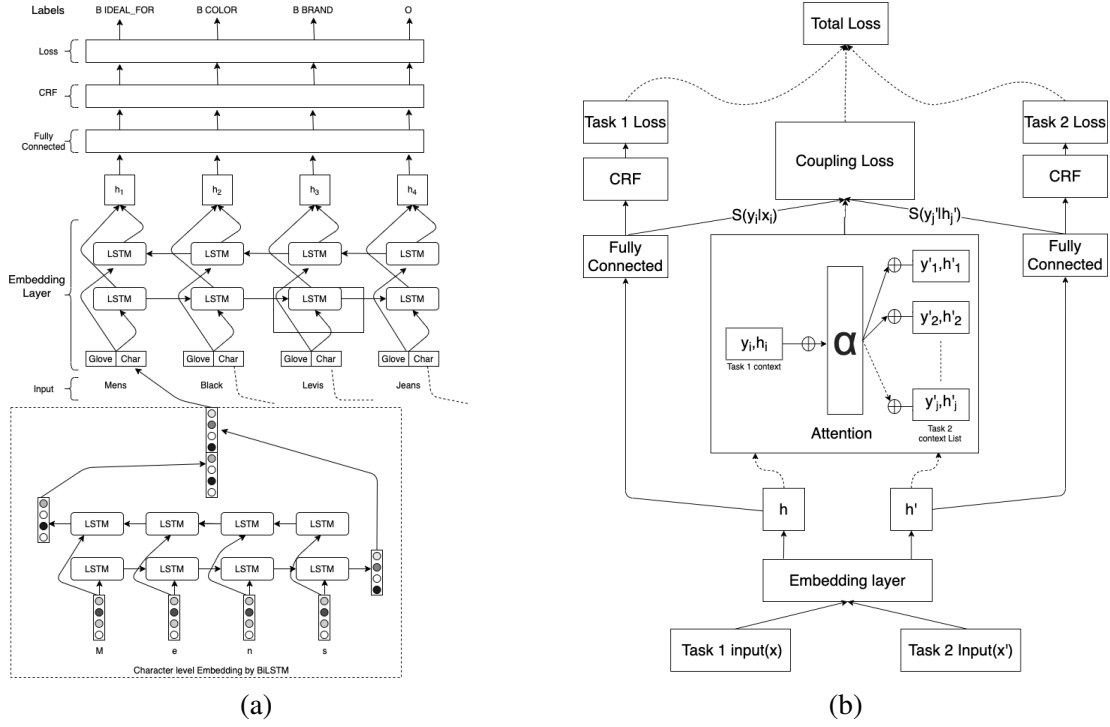 Labels B IDEAL_FOR B COLOR B BRAND O
Loss
CRF
Fully
Connected
h1 h2 h3 h4
LSTM LSTM LSTM LSTM
Embedding
Layer
LSTM LSTM LSTM LSTM
Glove Char Glove Char Glove Char Glove Char
Input Mens Black Levis Jeans
LSTM LSTM LSTM LSTM
LSTM LSTM LSTM LSTM
M e n s
Character level Embedding by BiLSTM
(a)
Total Loss
Task 1 Loss
Task 2 Loss
Coupling Loss
CRF
CRF
S(yi|xi)
S(yj'|hj')
Fully
Connected
Fully
Connected
y'1,h'1
y'2,h'2
yi,hi
α
Task 1 context
y'j,h'j
Task 2
context List
Attention
h h'
Embedding layer
Task 1 input(x) Task 2 Input(x')
(b)